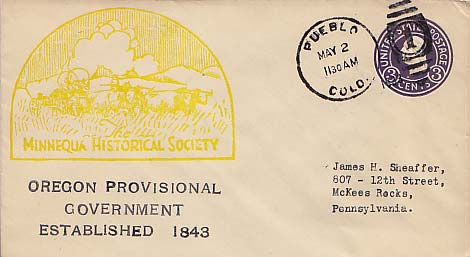 PUEBLO
MAY 2
1130 AM
COLO.
UNITED STATES POSTAGE
3 CENTS 3
The
MINNEQUA HISTORICAL SOCIETY
OREGON PROVISIONAL
GOVERNMENT
ESTABLISHED 1843
James H. Sheaffer,
607 - 12th Street,
McKees Rocks,
Pennsylvania.